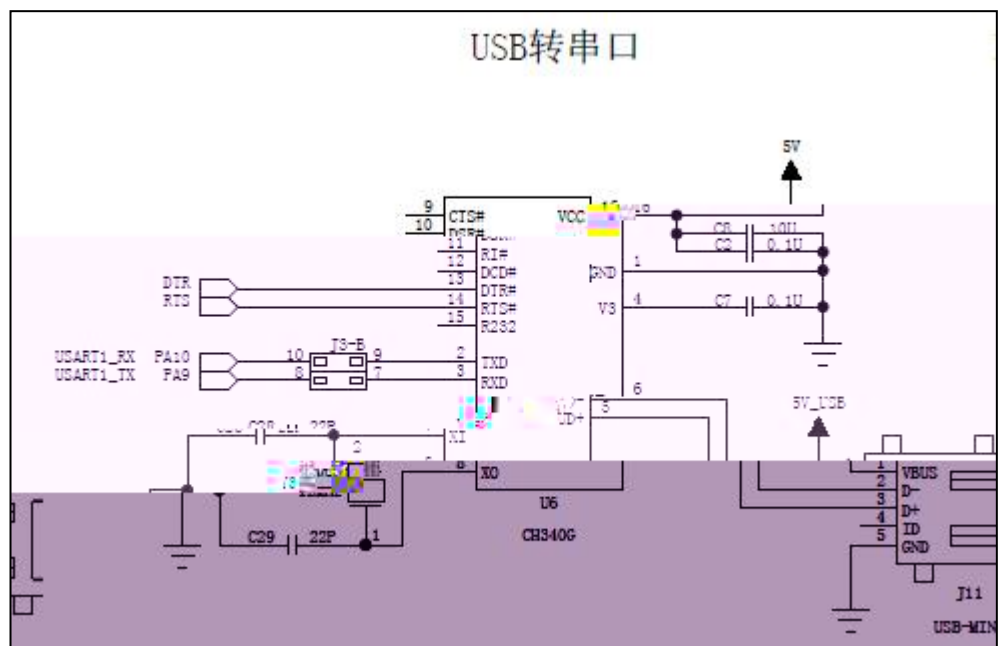 USB转串口
5V
9 CTS# VCC
10
C8 10U
11
C2 0.1U
12 RI#
DCD# GND 1
DTR 13 DTR#
RTS 14 RTS# V3 4 C7 0.1U
15 R232
J3-B
USART1_RX PA10 10 9 2 TXD
USART1_TX PA9 8 7 3 RXD
6
5V_USB
UD+ 5
22P
2
8 XO
1 VBUS
2 D-
3 D+
4 ID
5 GND
U6
C29 22P 1 CH340G
J11
USB-MIN